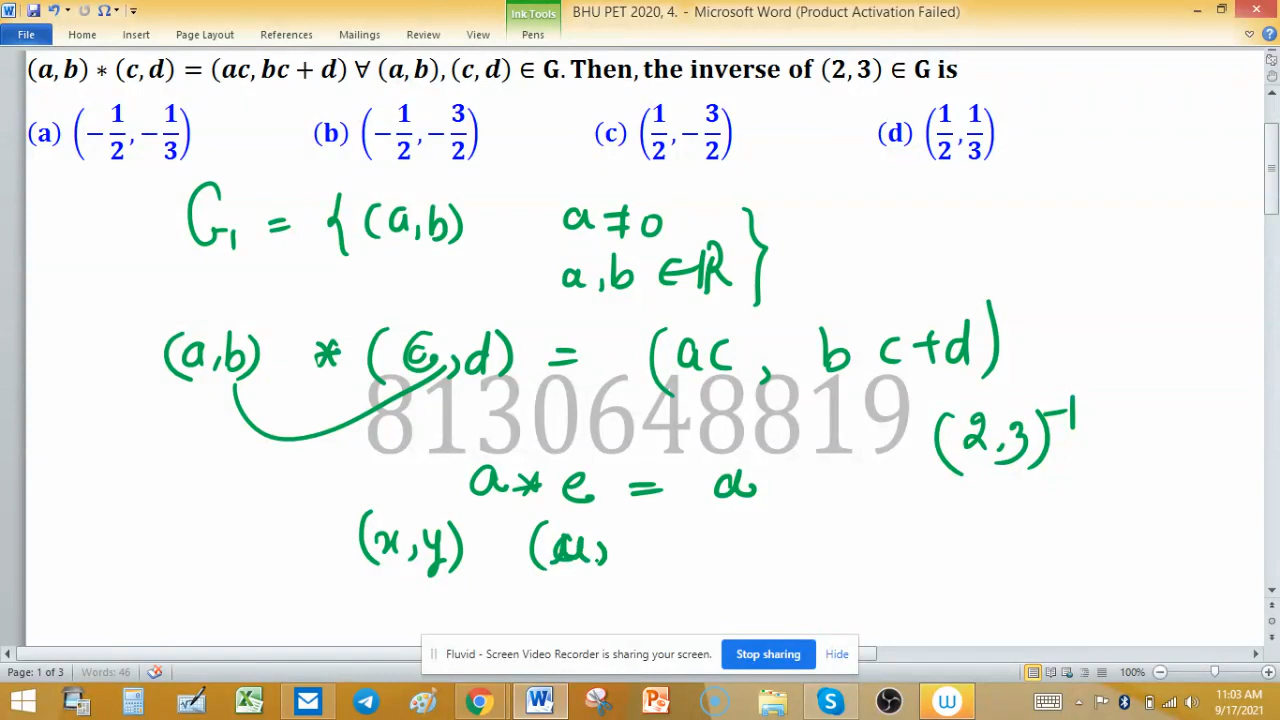 BHU PET 2020, 4. - Microsoft Word (Product Activation Failed)
Ink Tools
File Home Insert Page Layout References Mailings Review View Pens
(a, b) ∗ (c, d) = (ac, bc + d) ∀ (a, b), (c, d) ∈ G. Then, the inverse of (2, 3) ∈ G is
(a) (−1/2, −1/3) (b) (−1/2, −3/2) (c) (1/2, −3/2) (d) (1/2, 1/3)
G = { (a,b) a ≠ 0
a,b ∈ ℝ }
(a,b) * (c,d) = (ac, bc+d)
8130648819
(2,3)⁻¹
a * e = a
(x,y) (u,
Fluvid - Screen Video Recorder is sharing your screen. Stop sharing Hide
Page: 1 of 3 Words: 46 100%
11:03 AM
9/17/2021